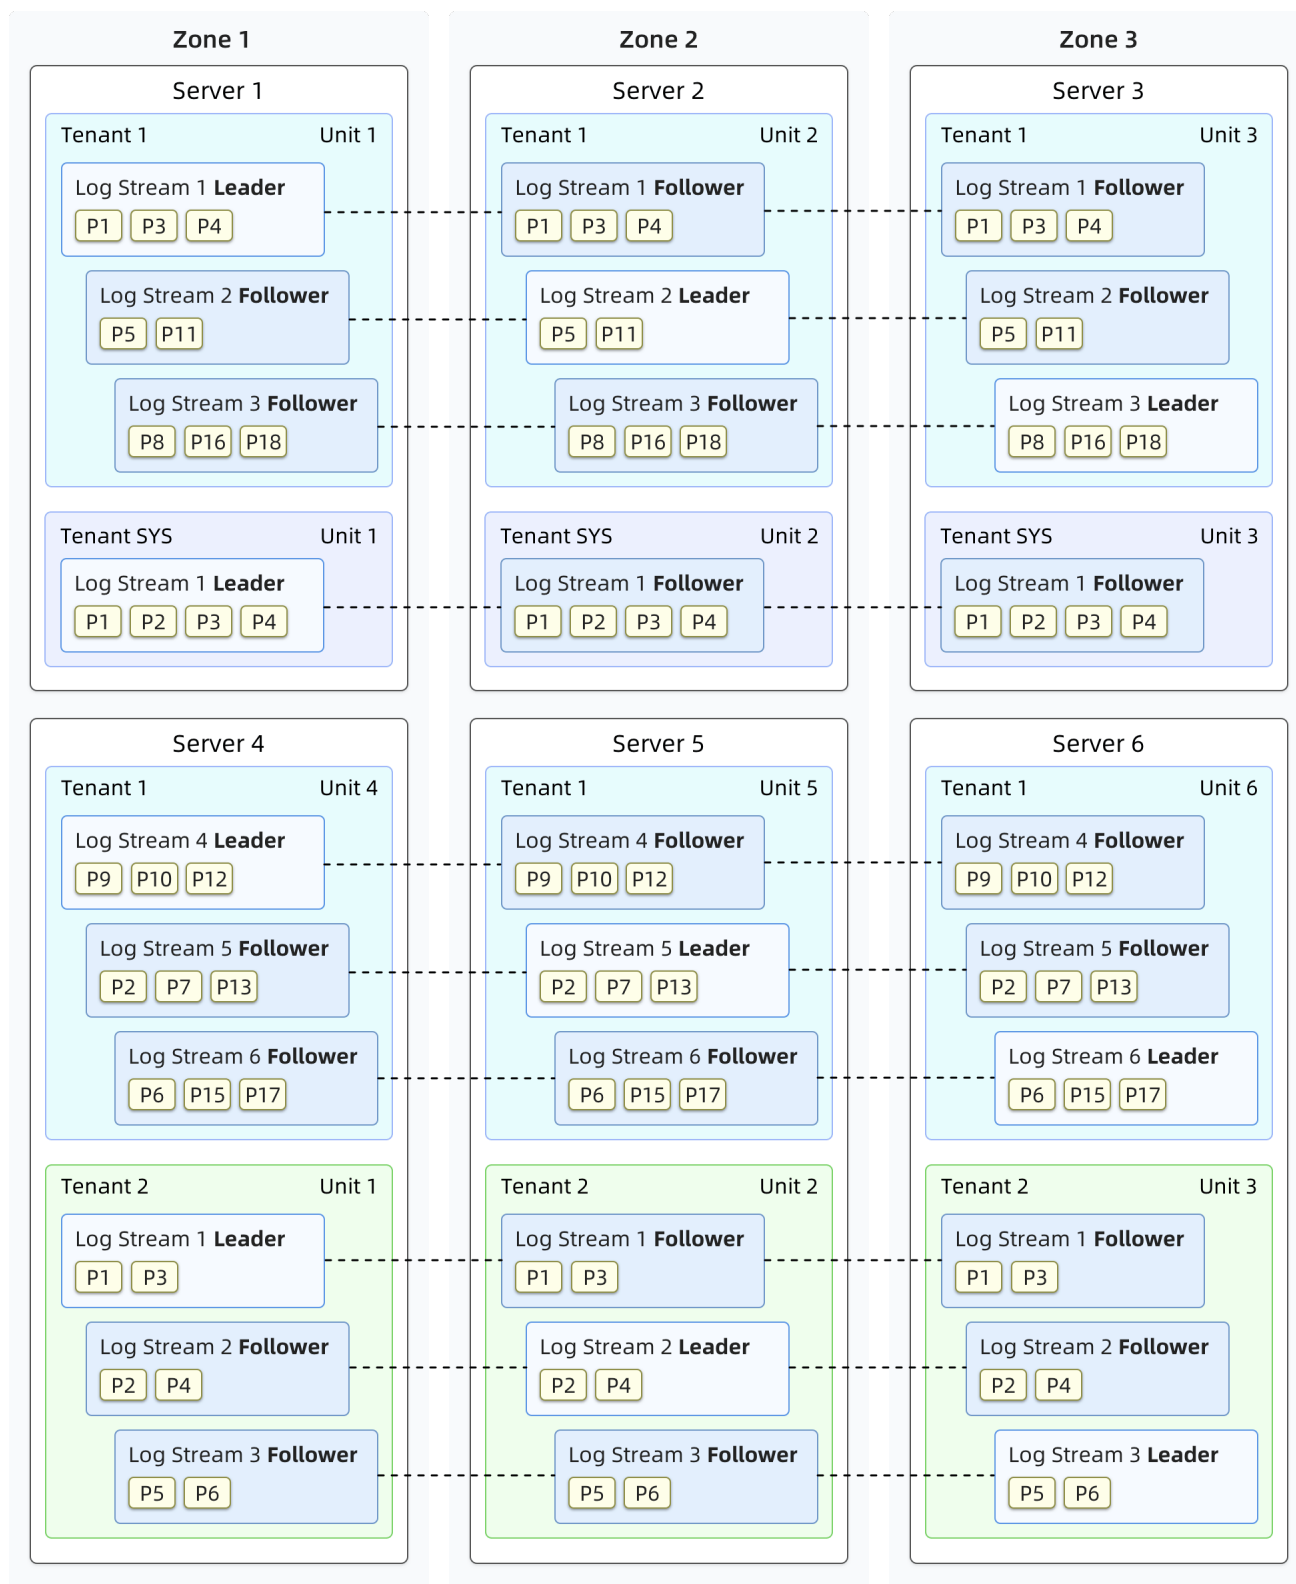 Zone 1
Zone 2
Zone 3
Server 1
Tenant 1 Unit 1
Log Stream 1 Leader
P1 P3 P4
Log Stream 2 Follower
P5 P11
Log Stream 3 Follower
P8 P16 P18
Tenant SYS Unit 1
Log Stream 1 Leader
P1 P2 P3 P4
Server 2
Tenant 1 Unit 2
Log Stream 1 Follower
P1 P3 P4
Log Stream 2 Leader
P5 P11
Log Stream 3 Follower
P8 P16 P18
Tenant SYS Unit 2
Log Stream 1 Follower
P1 P2 P3 P4
Server 3
Tenant 1 Unit 3
Log Stream 1 Follower
P1 P3 P4
Log Stream 2 Follower
P5 P11
Log Stream 3 Leader
P8 P16 P18
Tenant SYS Unit 3
Log Stream 1 Follower
P1 P2 P3 P4
Server 4
Tenant 1 Unit 4
Log Stream 4 Leader
P9 P10 P12
Log Stream 5 Follower
P2 P7 P13
Log Stream 6 Follower
P6 P15 P17
Tenant 2 Unit 1
Log Stream 1 Leader
P1 P3
Log Stream 2 Follower
P2 P4
Log Stream 3 Follower
P5 P6
Server 5
Tenant 1 Unit 5
Log Stream 4 Follower
P9 P10 P12
Log Stream 5 Leader
P2 P7 P13
Log Stream 6 Follower
P6 P15 P17
Tenant 2 Unit 2
Log Stream 1 Follower
P1 P3
Log Stream 2 Leader
P2 P4
Log Stream 3 Follower
P5 P6
Server 6
Tenant 1 Unit 6
Log Stream 4 Follower
P9 P10 P12
Log Stream 5 Follower
P2 P7 P13
Log Stream 6 Leader
P6 P15 P17
Tenant 2 Unit 3
Log Stream 1 Follower
P1 P3
Log Stream 2 Follower
P2 P4
Log Stream 3 Leader
P5 P6